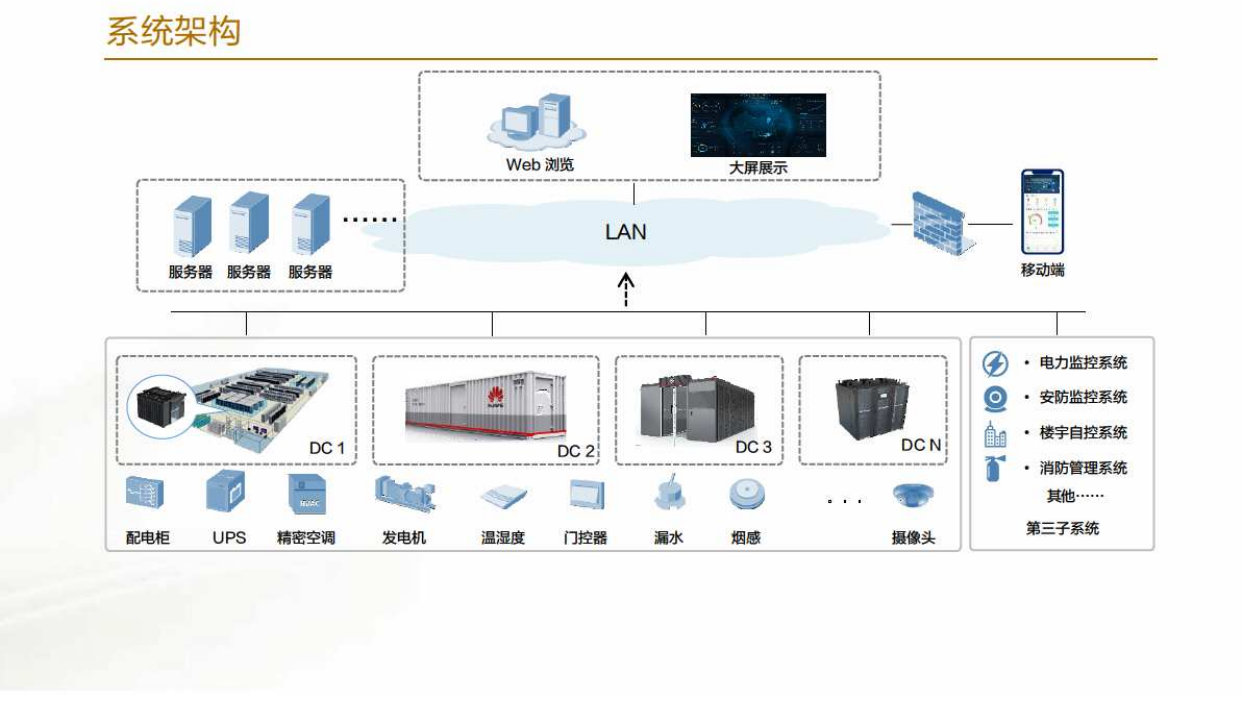 系统架构
Web 浏览
大屏展示
服务器
服务器
服务器
······
LAN
移动端
DC 1
DC 2
DC 3
DC N
配电柜
UPS
精密空调
发电机
温湿度
门控器
漏水
烟感
. . .
摄像头
• 电力监控系统
• 安防监控系统
• 楼宇自控系统
• 消防管理系统
其他······
第三子系统